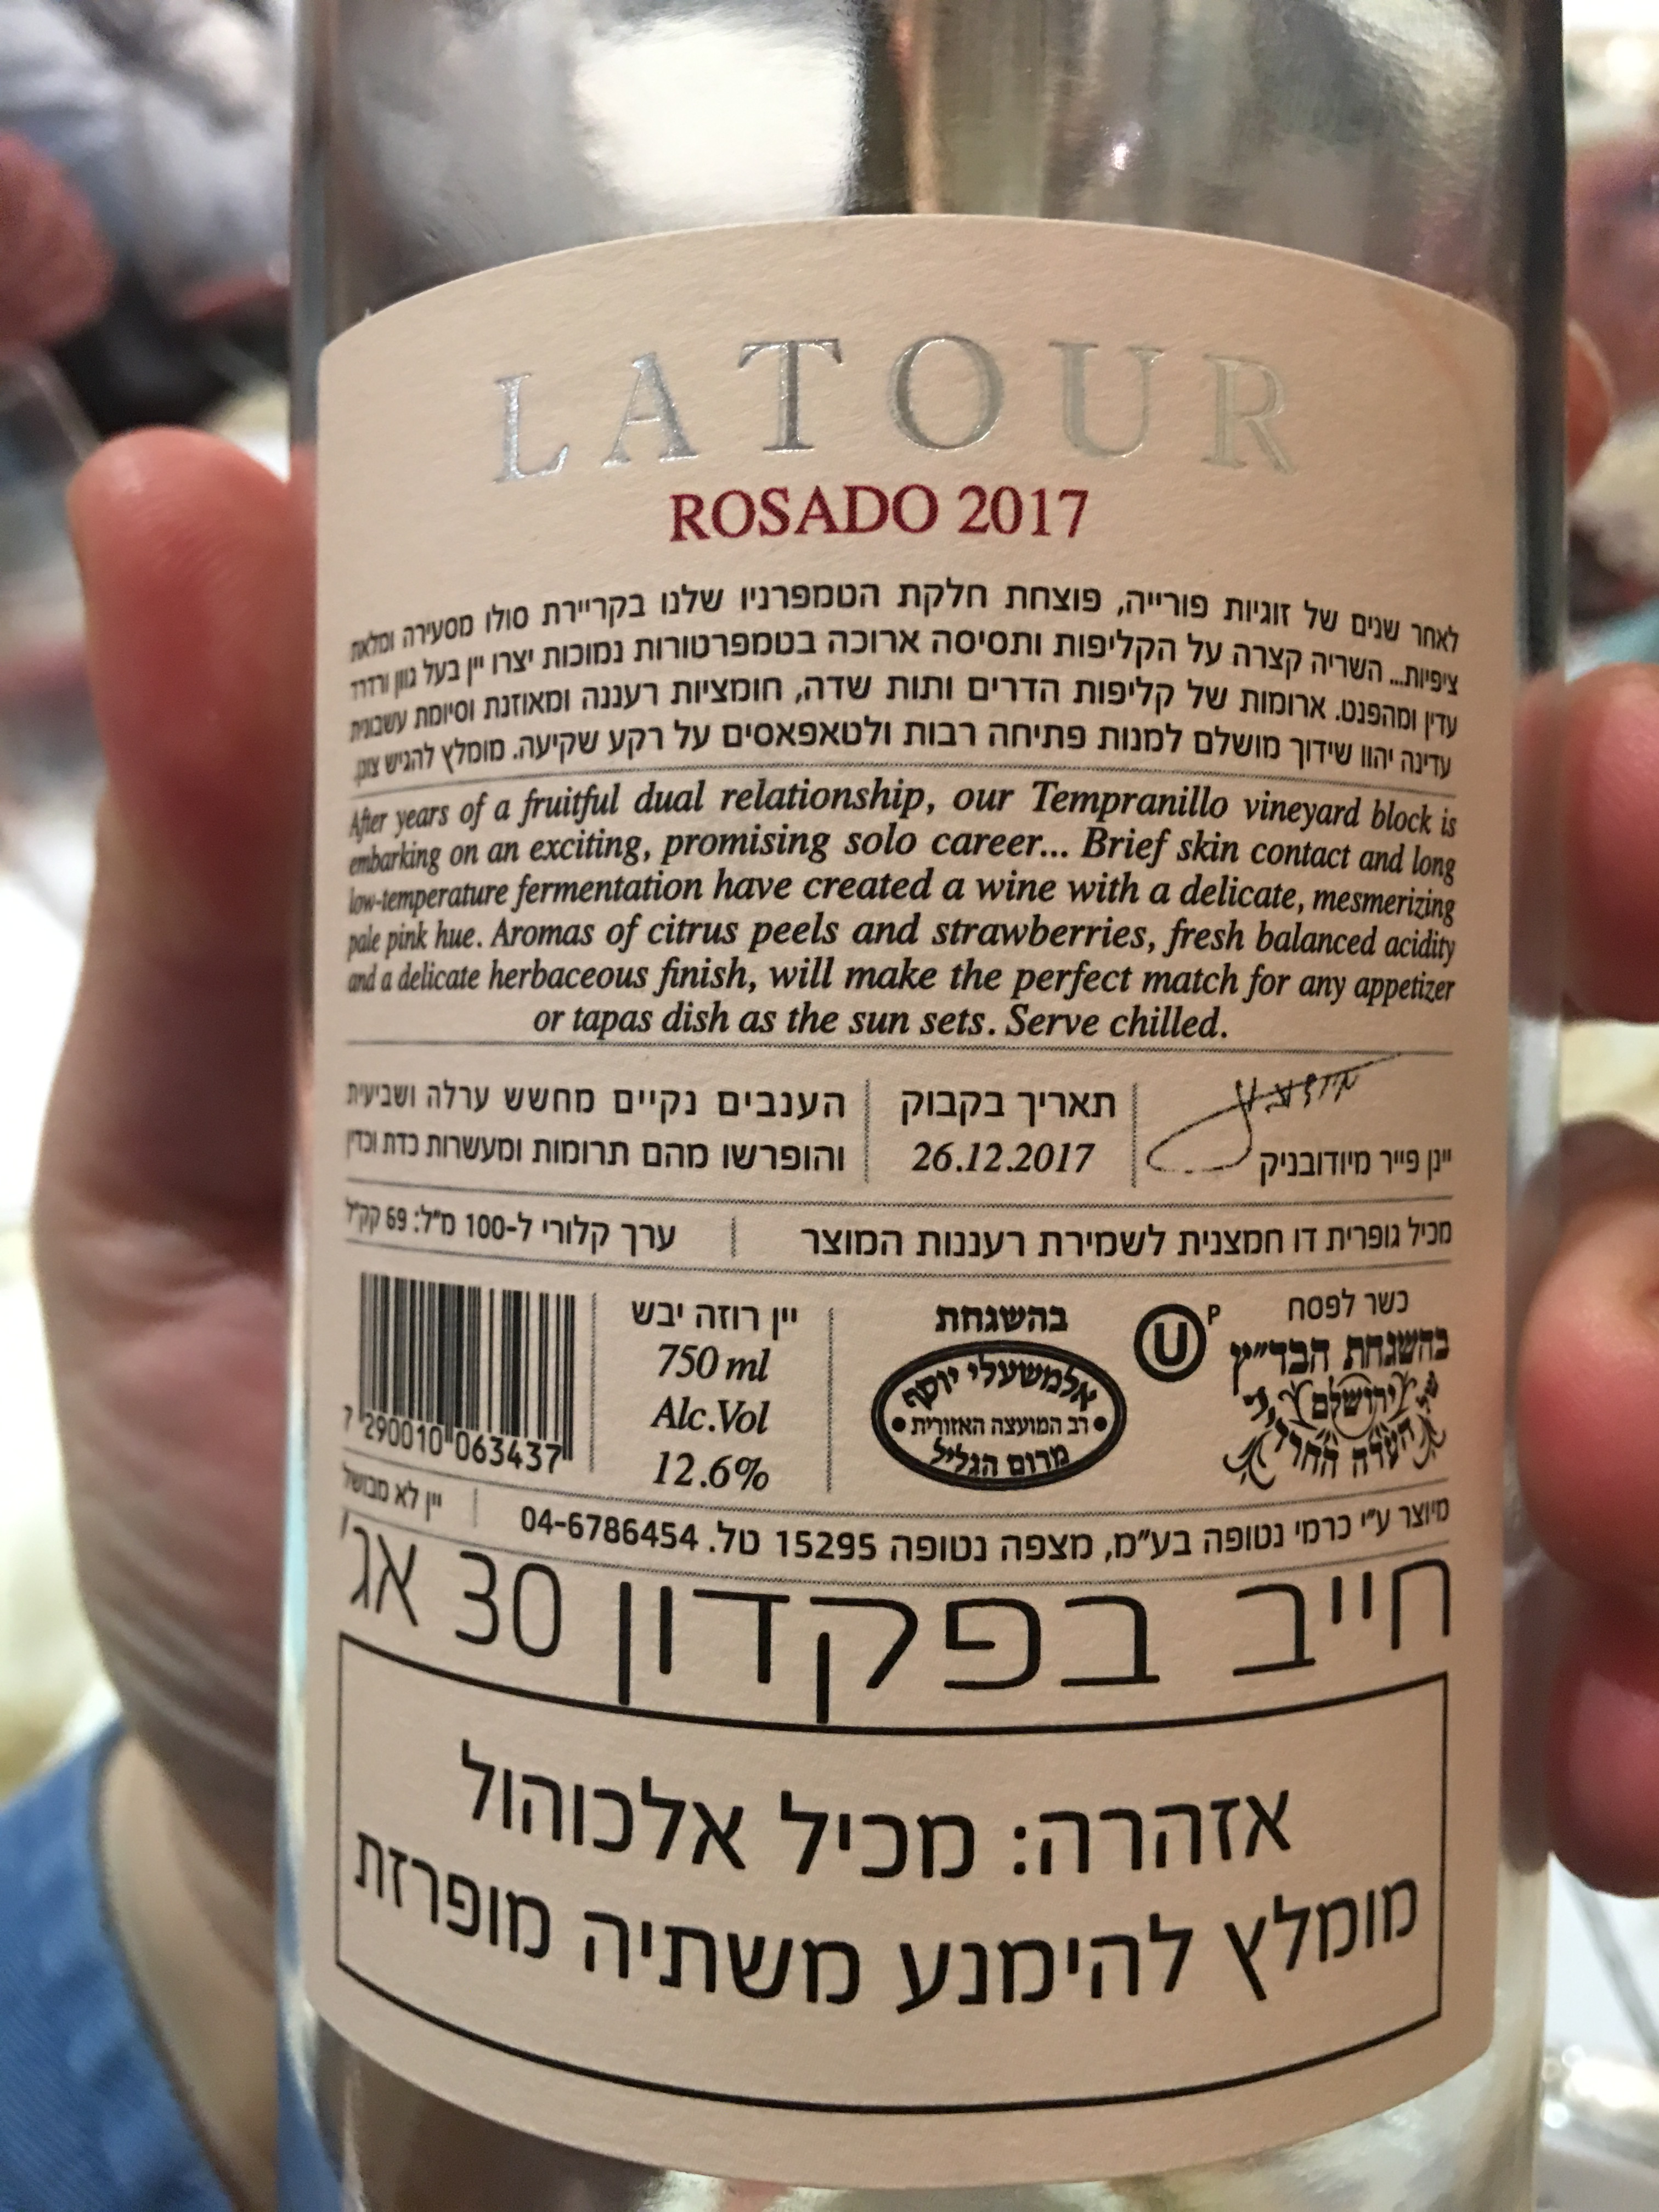 LATOUR
ROSADO 2017
לאחר שנים של זוגיות פורייה, פוצחת חלקת הטמפרניו שלנו בקריירת סולו מסעירה ומלאת
ציפיות... השריה קצרה על הקליפות ותסיסה ארוכה בטמפרטורות נמוכות יצרו יין בעל גוון ורדרד
עדין ומהפנט. ארומות של קליפות הדרים ותות שדה, חומציות רעננה ומאוזנת וסיומת עשבונית
עדינה יהוו שידוך מושלם למנות פתיחה רבות ולטאפאסים על רקע שקיעה. מומלץ להגיש צונן.
After years of a fruitful dual relationship, our Tempranillo vineyard block is
embarking on an exciting, promising solo career... Brief skin contact and long
low-temperature fermentation have created a wine with a delicate, mesmerizing
pale pink hue. Aromas of citrus peels and strawberries, fresh balanced acidity
and a delicate herbaceous finish, will make the perfect match for any appetizer
or tapas dish as the sun sets. Serve chilled.
יינן פייר מיודובניק
תאריך בקבוק
26.12.2017
הענבים נקיים מחשש ערלה ושביעית
והופרשו מהם תרומות ומעשרות כדת וכדין
מכיל גופרית דו חמצנית לשמירת רעננות המוצר | ערך קלורי ל-100 מ"ל: 69 קק"ל
כשר לפסח
בהשגחת הבד"ץ
ירושלים
העדה החרדית
U P
בהשגחת
אלמשעלי יוסף
• רב המועצה האזורית •
מרום הגליל
יין רוזה יבש
750 ml
Alc.Vol
12.6%
7 290010 063437
מיוצר ע"י כרמי נטופה בע"מ, מצפה נטופה 15295 טל. 04-6786454 | יין לא מבושל
חייב בפקדון 30 אג'
אזהרה: מכיל אלכוהול
מומלץ להימנע משתיה מופרזת